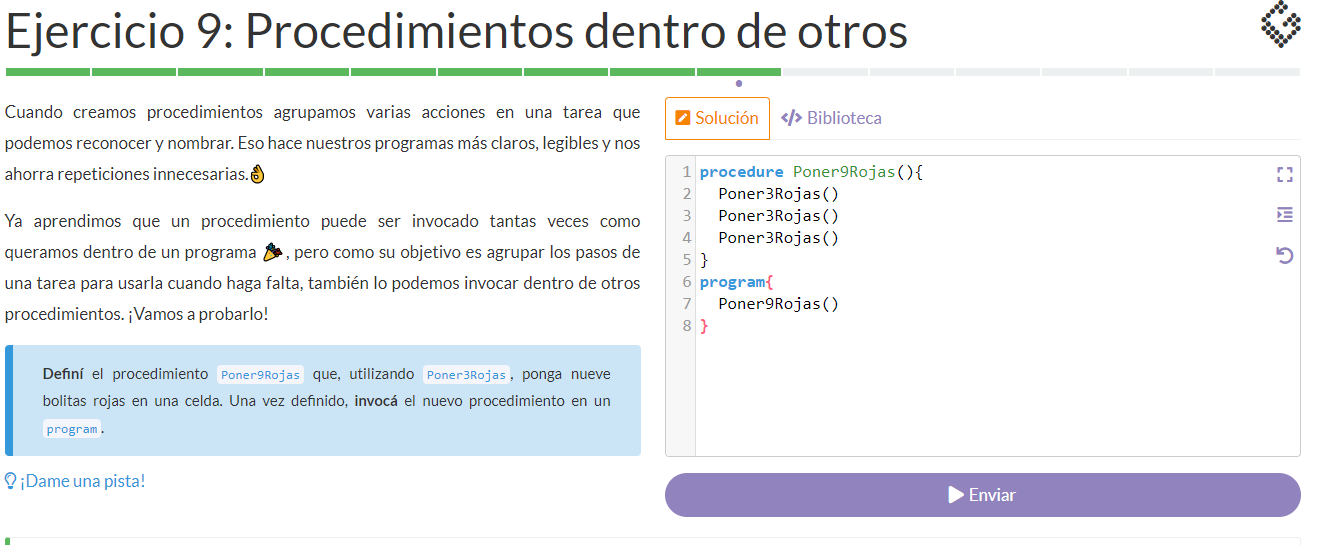 Ejercicio 9: Procedimientos dentro de otros
Cuando creamos procedimientos agrupamos varias acciones en una tarea que
podemos reconocer y nombrar. Eso hace nuestros programas más claros, legibles y nos
ahorra repeticiones innecesarias.👌
Ya aprendimos que un procedimiento puede ser invocado tantas veces como
queramos dentro de un programa 🎉, pero como su objetivo es agrupar los pasos de
una tarea para usarla cuando haga falta, también lo podemos invocar dentro de otros
procedimientos. ¡Vamos a probarlo!
Definí el procedimiento Poner9Rojas que, utilizando Poner3Rojas, ponga nueve
bolitas rojas en una celda. Una vez definido, invocá el nuevo procedimiento en un
program.
¡Dame una pista!
Solución
</> Biblioteca
1 procedure Poner9Rojas(){
2   Poner3Rojas()
3   Poner3Rojas()
4   Poner3Rojas()
5 }
6 program{
7   Poner9Rojas()
8 }
Enviar